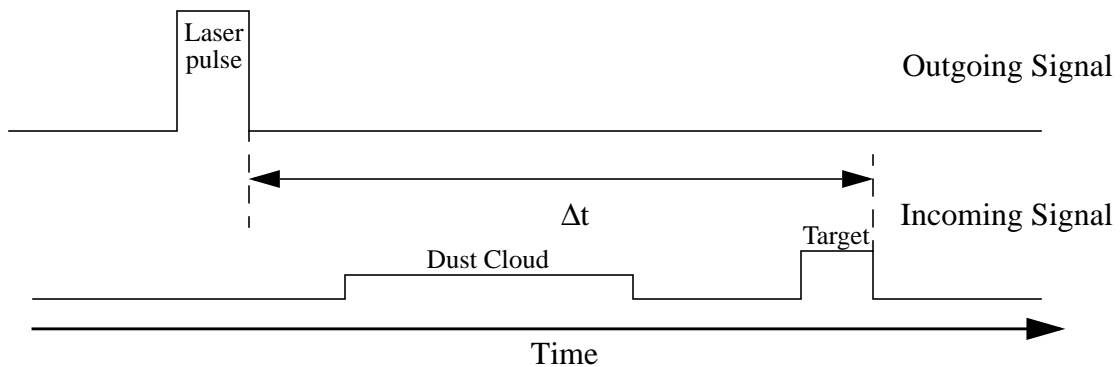 Laser
pulse
Outgoing Signal
Δt
Incoming Signal
Target
Dust Cloud
Time